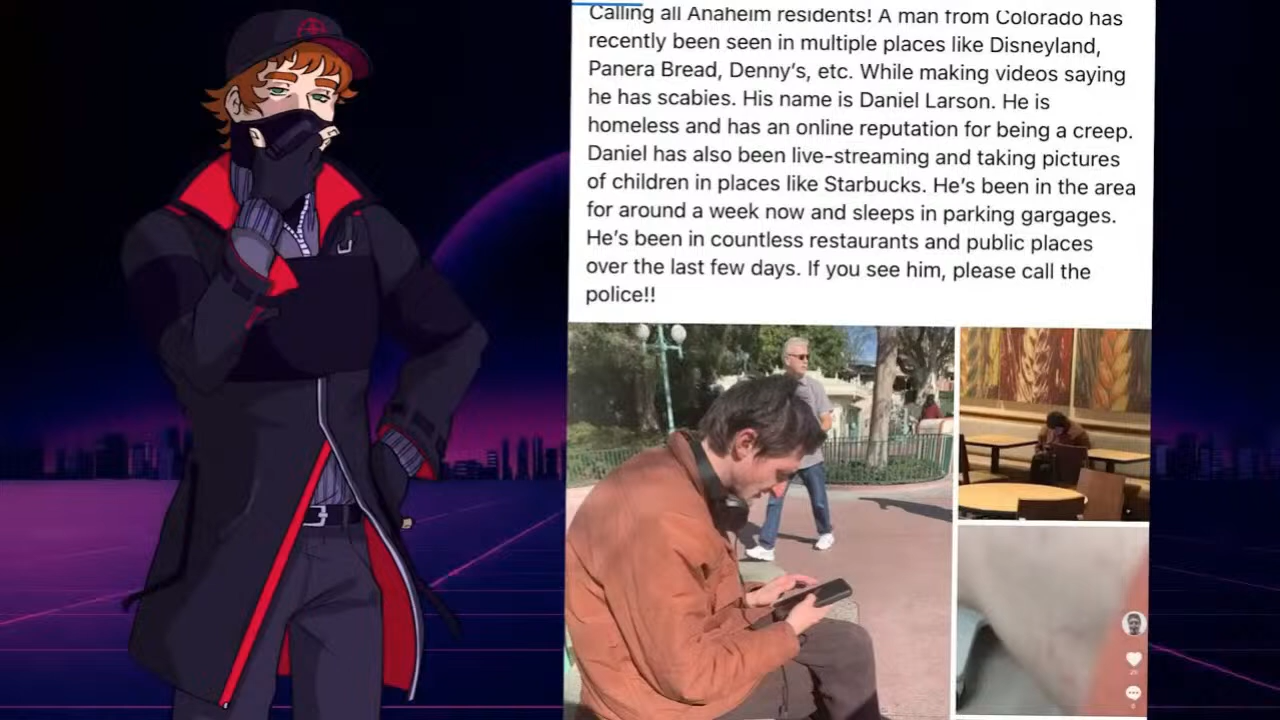 Calling all Anaheim residents! A man from Colorado has
recently been seen in multiple places like Disneyland,
Panera Bread, Denny's, etc. While making videos saying
he has scabies. His name is Daniel Larson. He is
homeless and has an online reputation for being a creep.
Daniel has also been live-streaming and taking pictures
of children in places like Starbucks. He's been in the area
for around a week now and sleeps in parking gargages.
He's been in countless restaurants and public places
over the last few days. If you see him, please call the
police!!